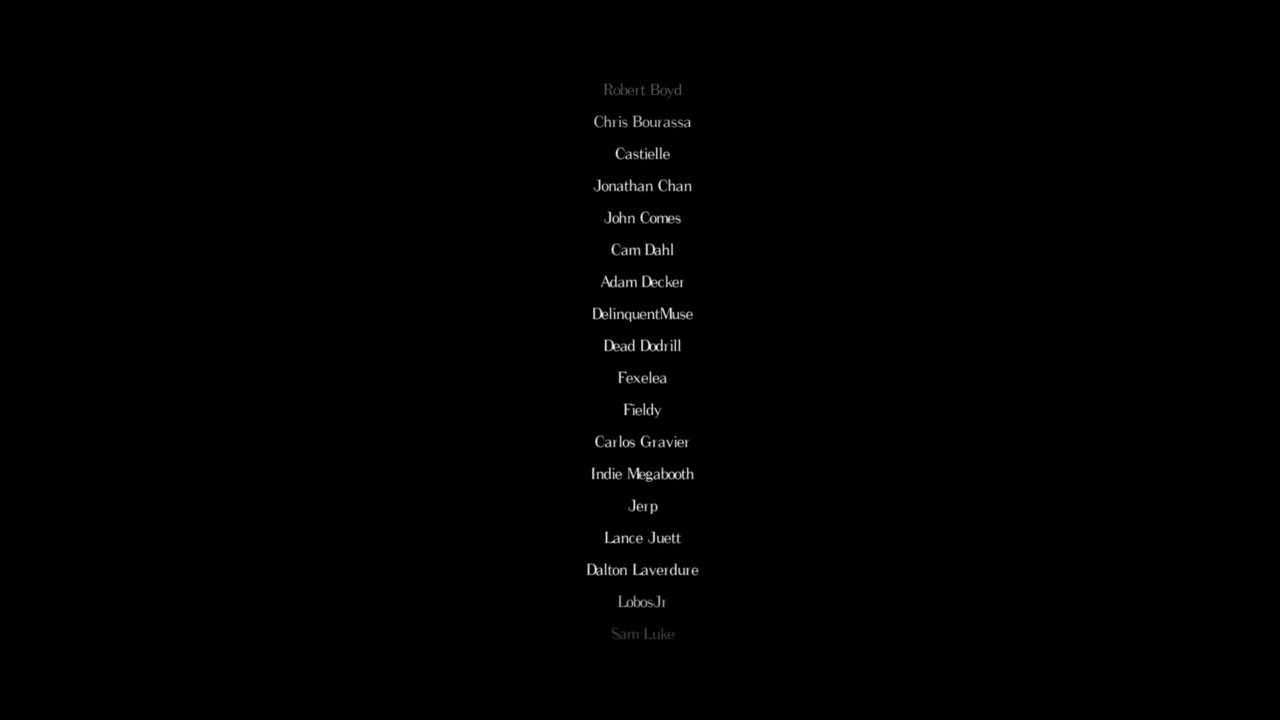 Robert Boyd
Chris Bourassa
Castielle
Jonathan Chan
John Comes
Cam Dahl
Adam Decker
DelinquentMuse
Dead Dodrill
Fexelea
Fieldy
Carlos Gravier
Indie Megabooth
Jerp
Lance Juett
Dalton Laverdure
LobosJr
Sam Luke